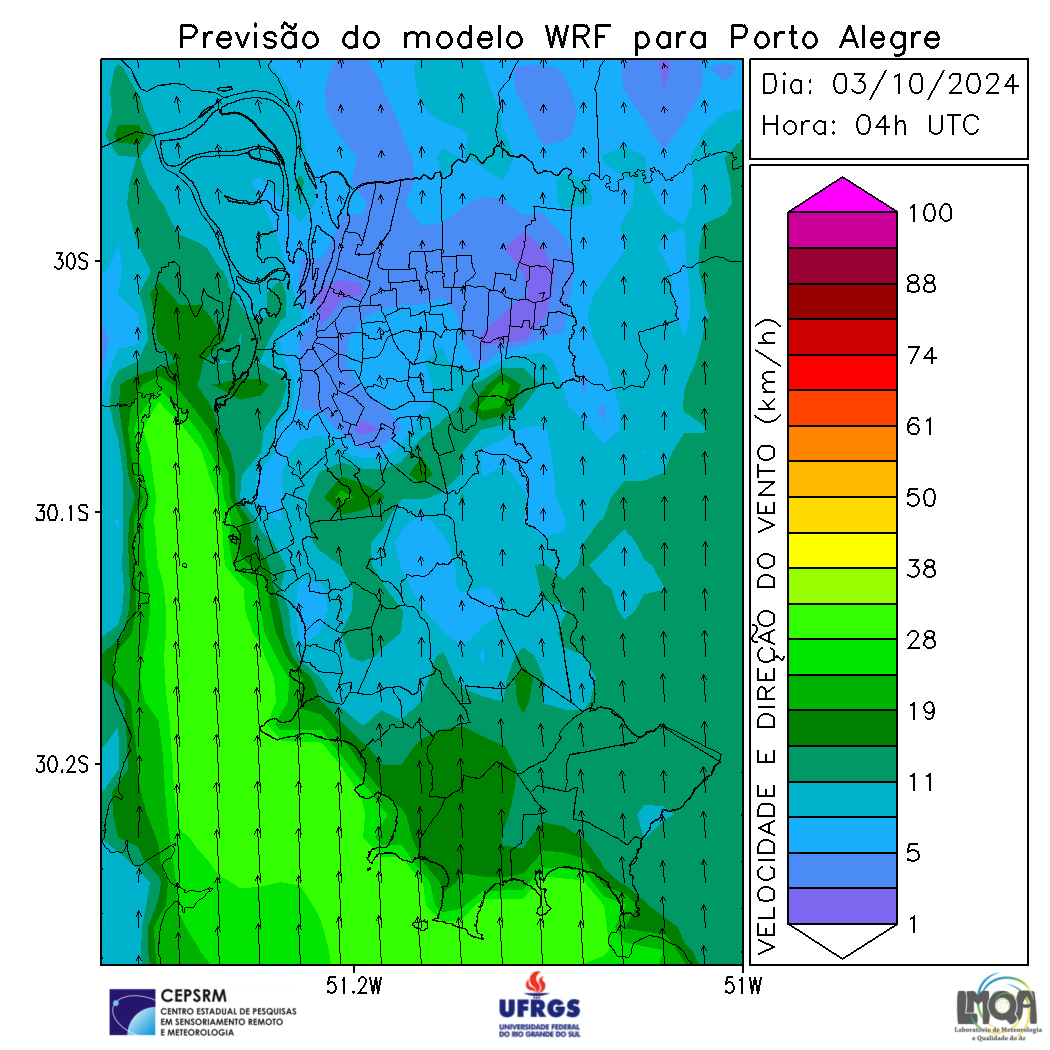 Previsão do modelo WRF para Porto Alegre
Dia: 03/10/2024
Hora: 04h UTC
30S
30.1S
30.2S
51.2W
51W
VELOCIDADE E DIREÇÃO DO VENTO (km/h)
100
88
74
61
50
38
28
19
11
5
1
CEPSRM
CENTRO ESTADUAL DE PESQUISAS
EM SENSORIAMENTO REMOTO
E METEOROLOGIA
UFRGS
UNIVERSIDADE FEDERAL
DO RIO GRANDE DO SUL
LMQA
Laboratório de Meteorologia
e Qualidade do Ar